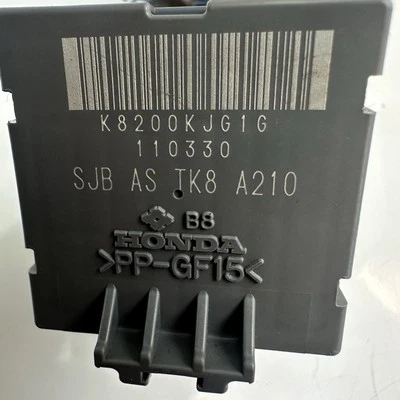 K8200KJG1G
110330
SJB AS TK8 A210
B8
HONDA
>PP-GF15<